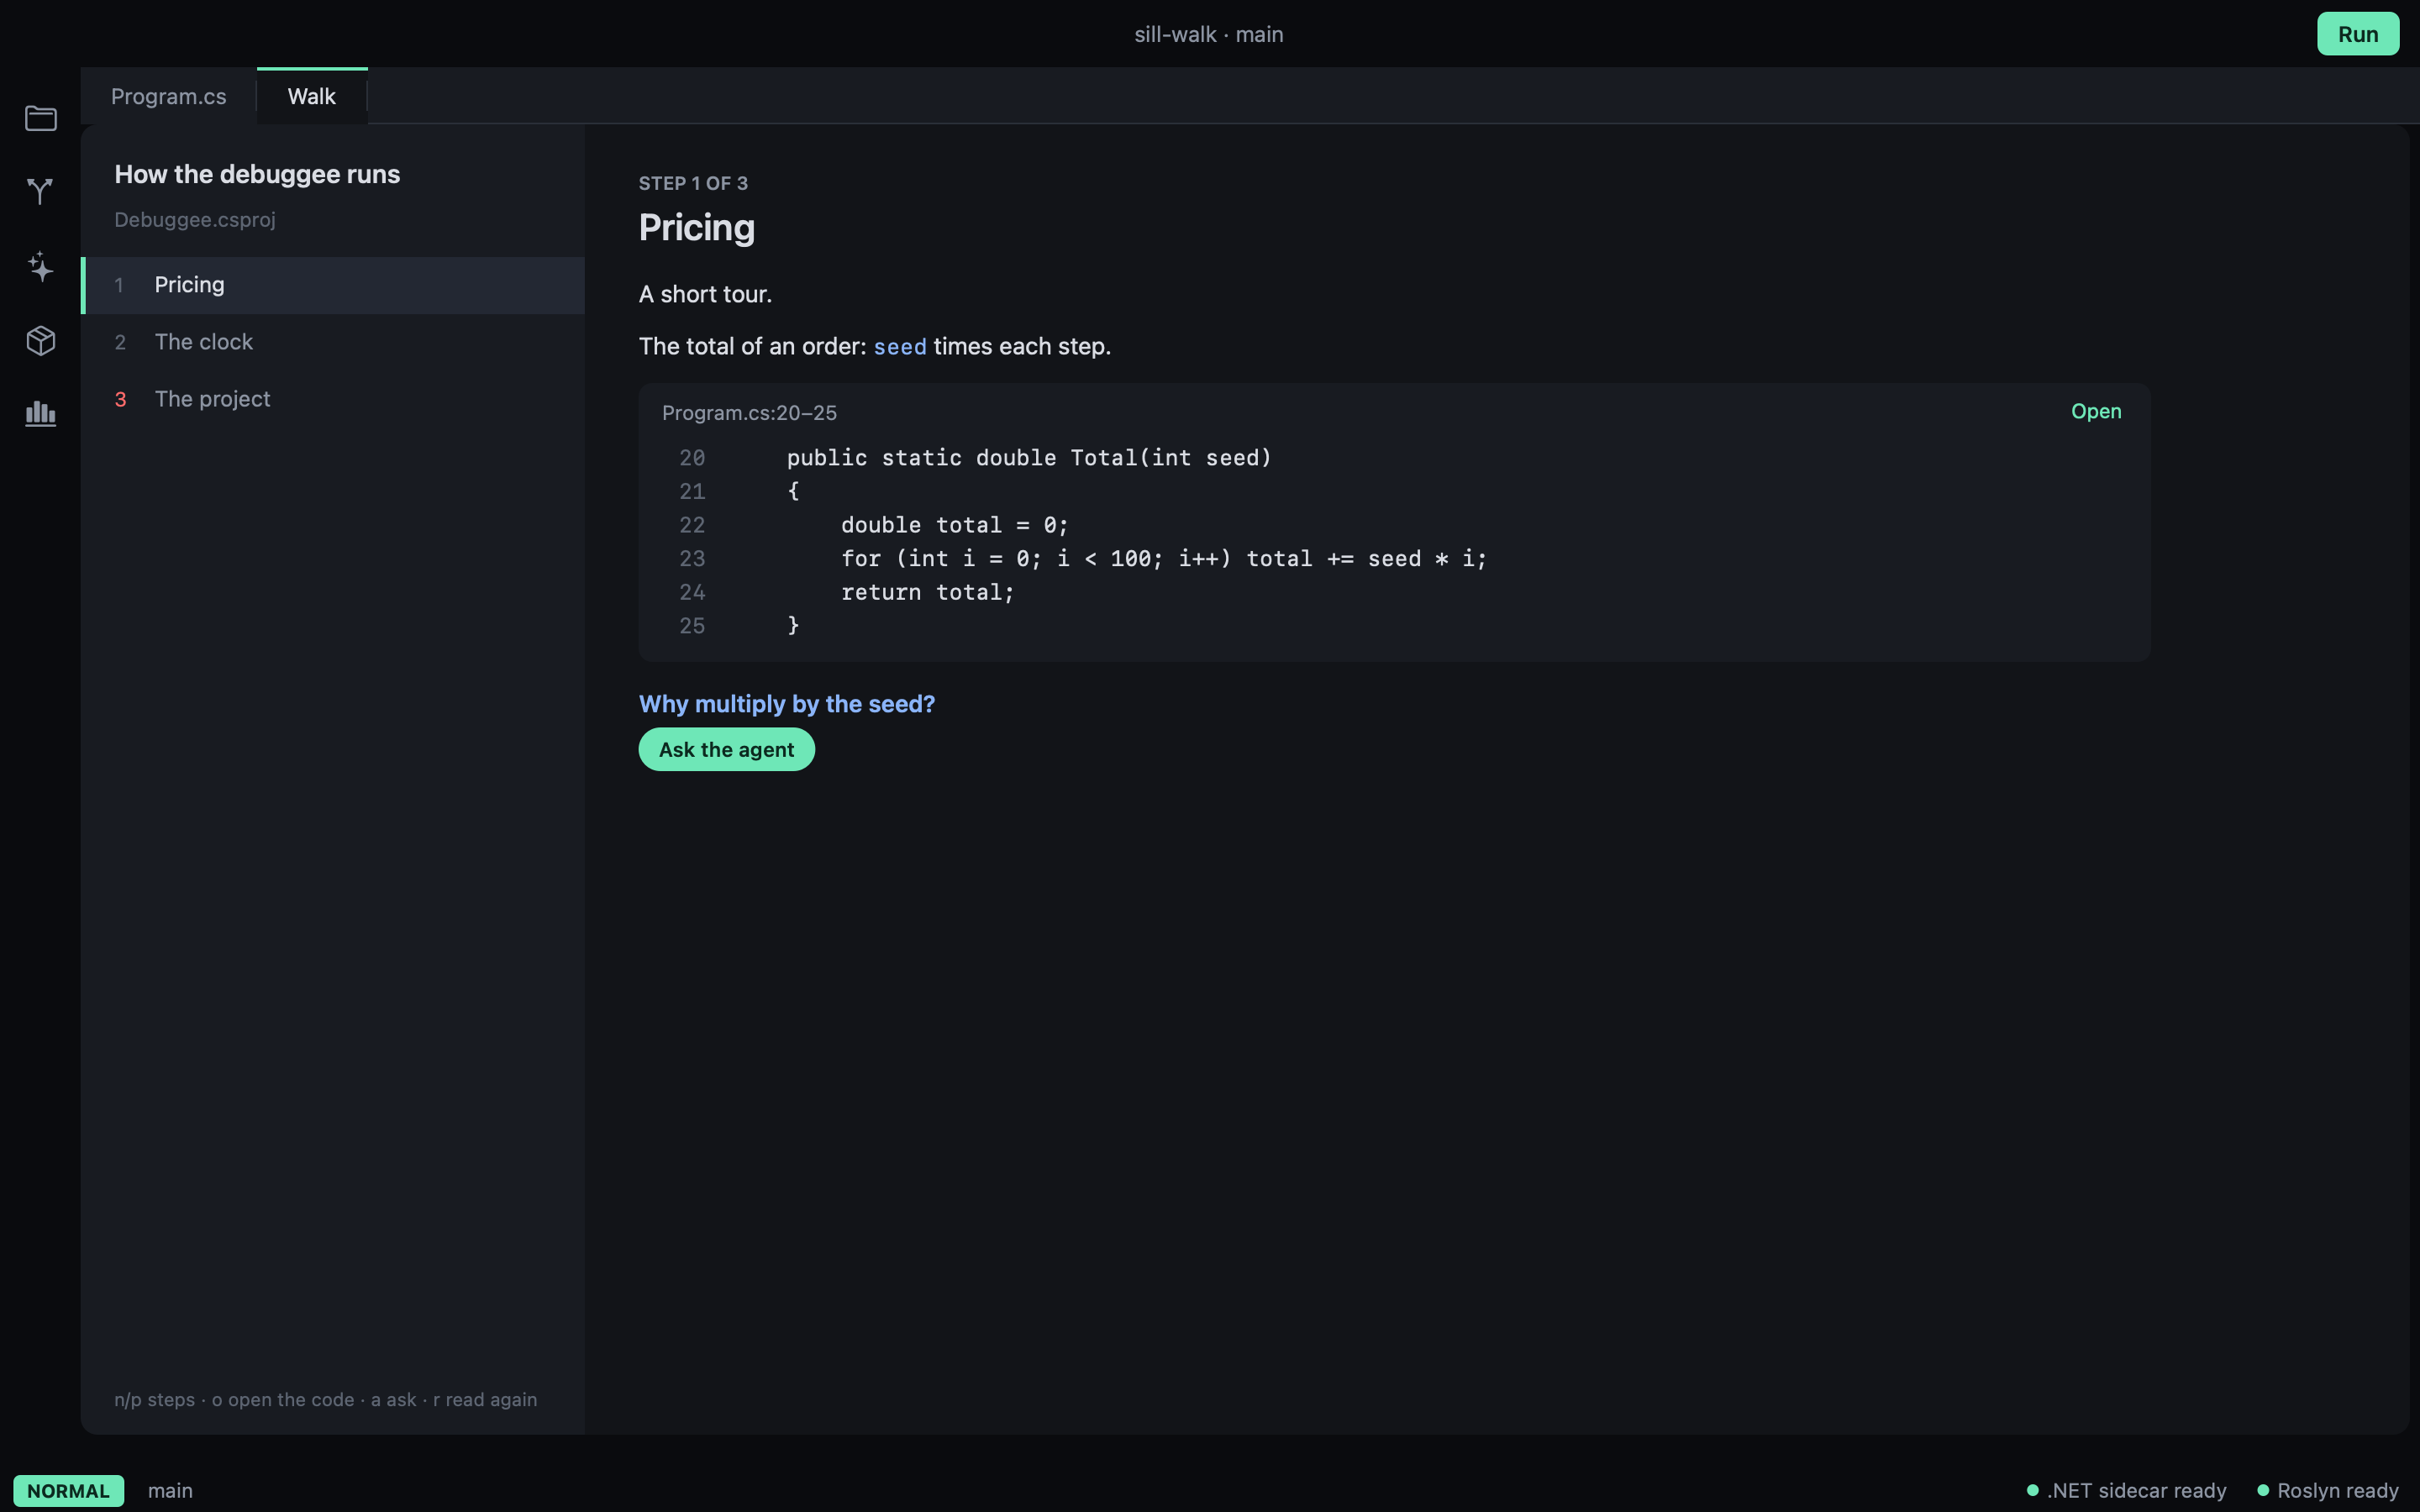 sill-walk · main
Run
Program.cs
Walk
How the debuggee runs
Debuggee.csproj
1 Pricing
2 The clock
3 The project
n/p steps · o open the code · a ask · r read again
STEP 1 OF 3
Pricing
A short tour.
The total of an order: seed times each step.
Program.cs:20–25
Open
20     public static double Total(int seed)
21     {
22         double total = 0;
23         for (int i = 0; i < 100; i++) total += seed * i;
24         return total;
25     }
Why multiply by the seed?
Ask the agent
NORMAL
main
.NET sidecar ready
Roslyn ready